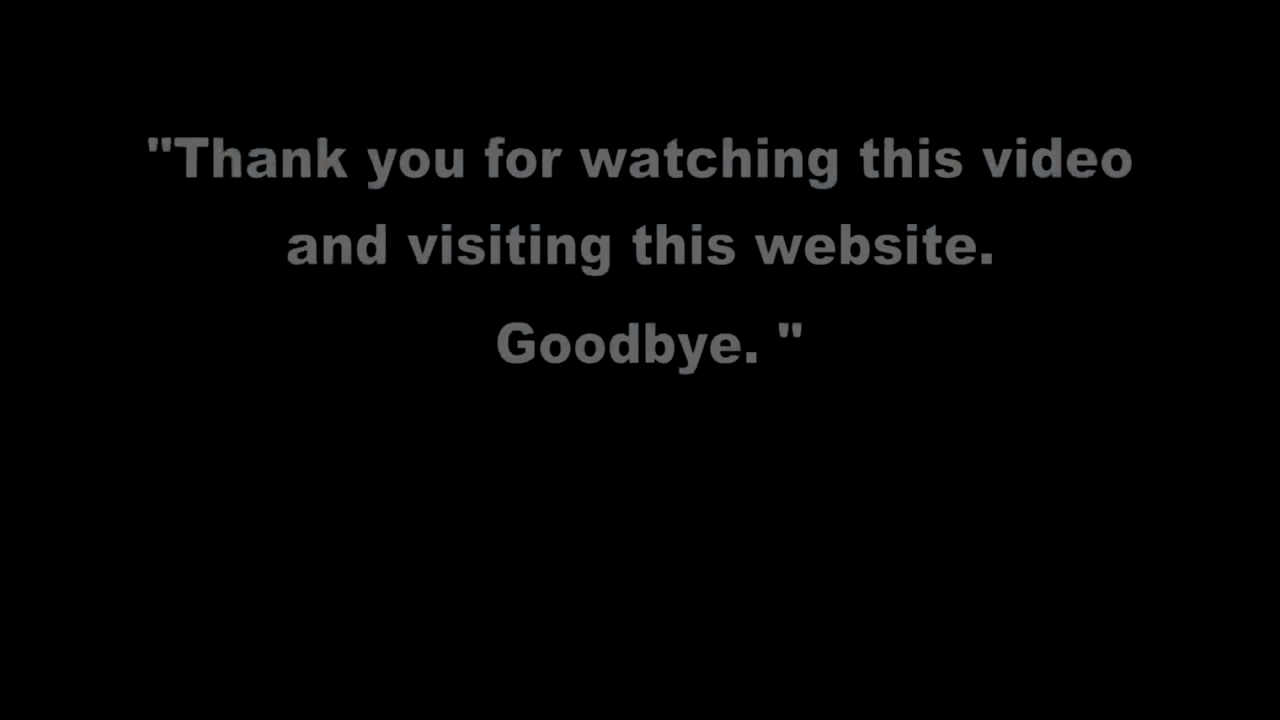 "Thank you for watching this video
and visiting this website.
Goodbye. "